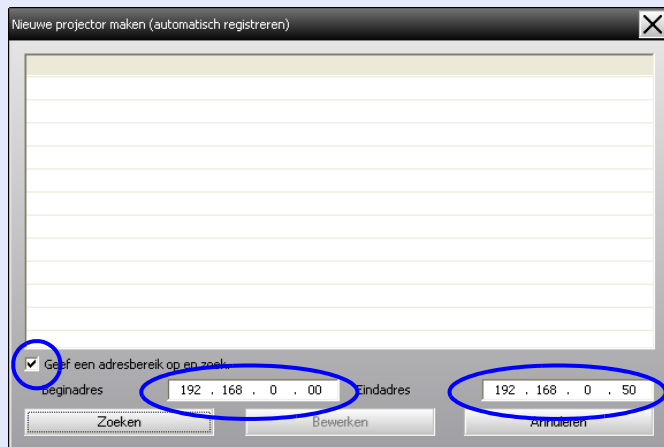 Nieuwe projector maken (automatisch registreren)
Geef een adresbereik op en zoek.
Beginadres 192 . 168 . 0 . 00 Eindadres 192 . 168 . 0 . 50
Zoeken Bewerken Annuleren